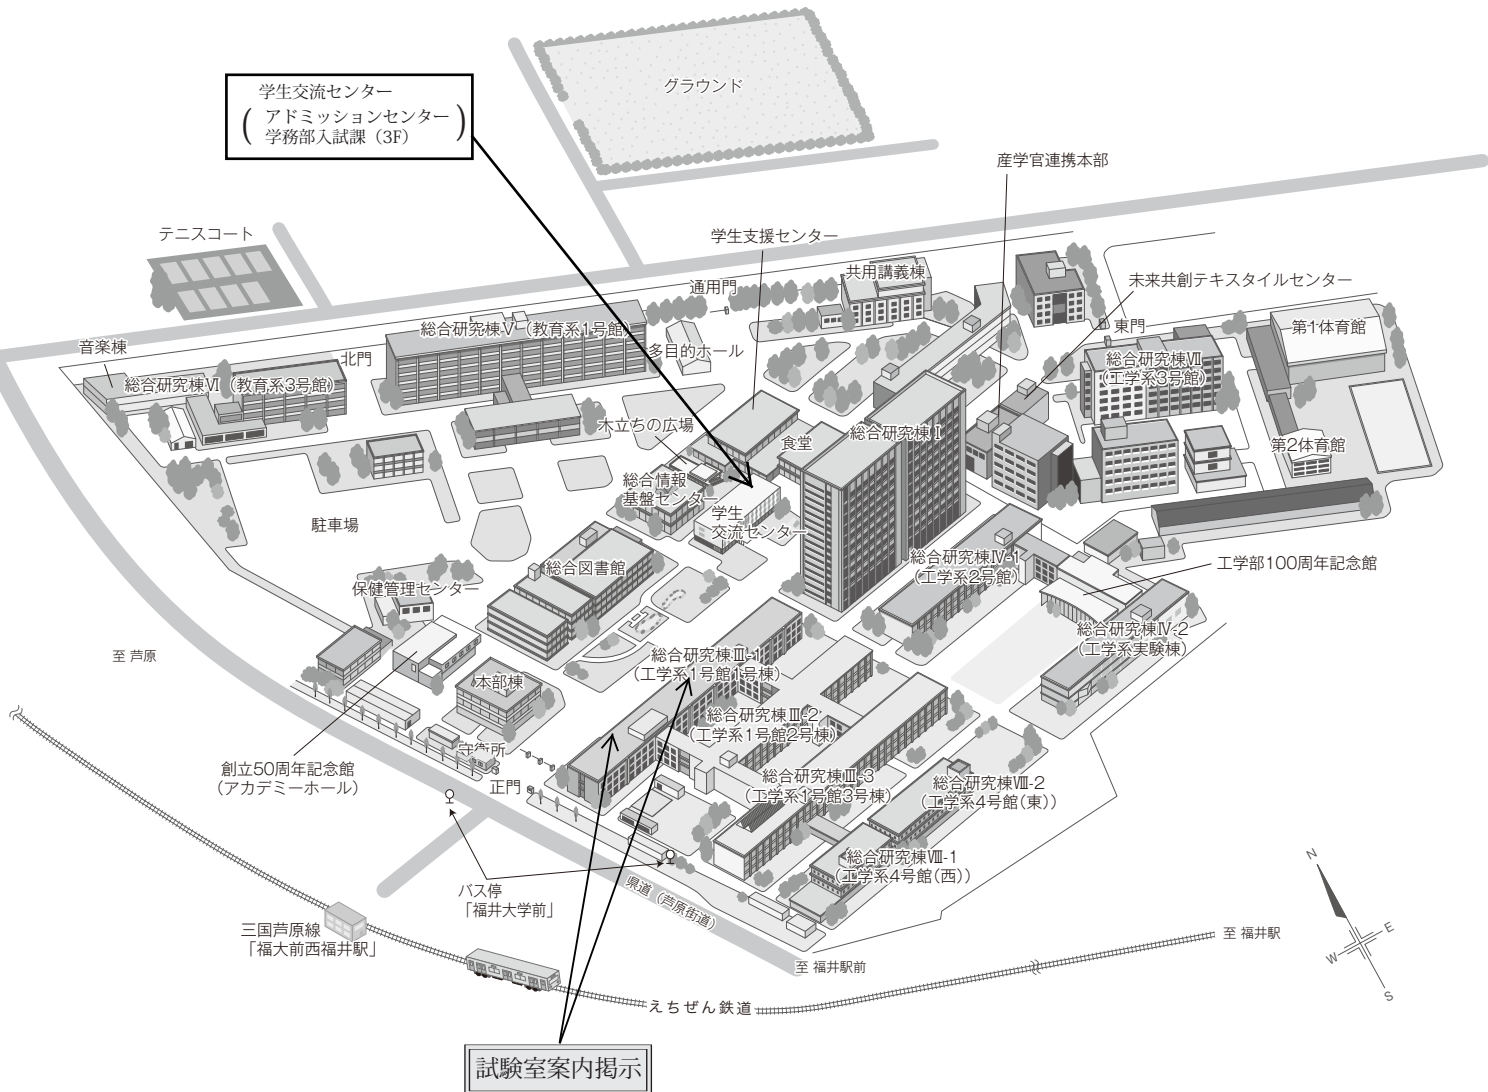 グラウンド
学生交流センター
アドミッションセンター
学務部入試課（3F）
産学官連携本部
テニスコート
学生支援センター
共用講義棟
未来共創テキスタイルセンター
通用門
東門
第1体育館
総合研究棟Ⅴ（教育系1号館）
音楽棟
北門
多目的ホール
総合研究棟Ⅶ
（工学系3号館）
総合研究棟Ⅵ（教育系3号館）
木立ちの広場
食堂
総合研究棟Ⅰ
第2体育館
総合情報
基盤センター
学生
交流センター
駐車場
総合研究棟Ⅳ-1
（工学系2号館）
工学部100周年記念館
総合図書館
保健管理センター
総合研究棟Ⅳ-2
（工学系実験棟）
至 芦原
総合研究棟Ⅲ-1
（工学系1号館1号棟）
本部棟
総合研究棟Ⅲ-2
（工学系1号館2号棟）
守衛所
創立50周年記念館
（アカデミーホール）
正門
総合研究棟Ⅲ-3
（工学系1号館3号棟）
総合研究棟Ⅷ-2
（工学系4号館（東））
総合研究棟Ⅷ-1
（工学系4号館（西））
バス停
「福井大学前」
県道（芦原街道）
三国芦原線
「福大前西福井駅」
至 福井駅前
至 福井駅
N
E
W
S
えちぜん鉄道
試験室案内掲示